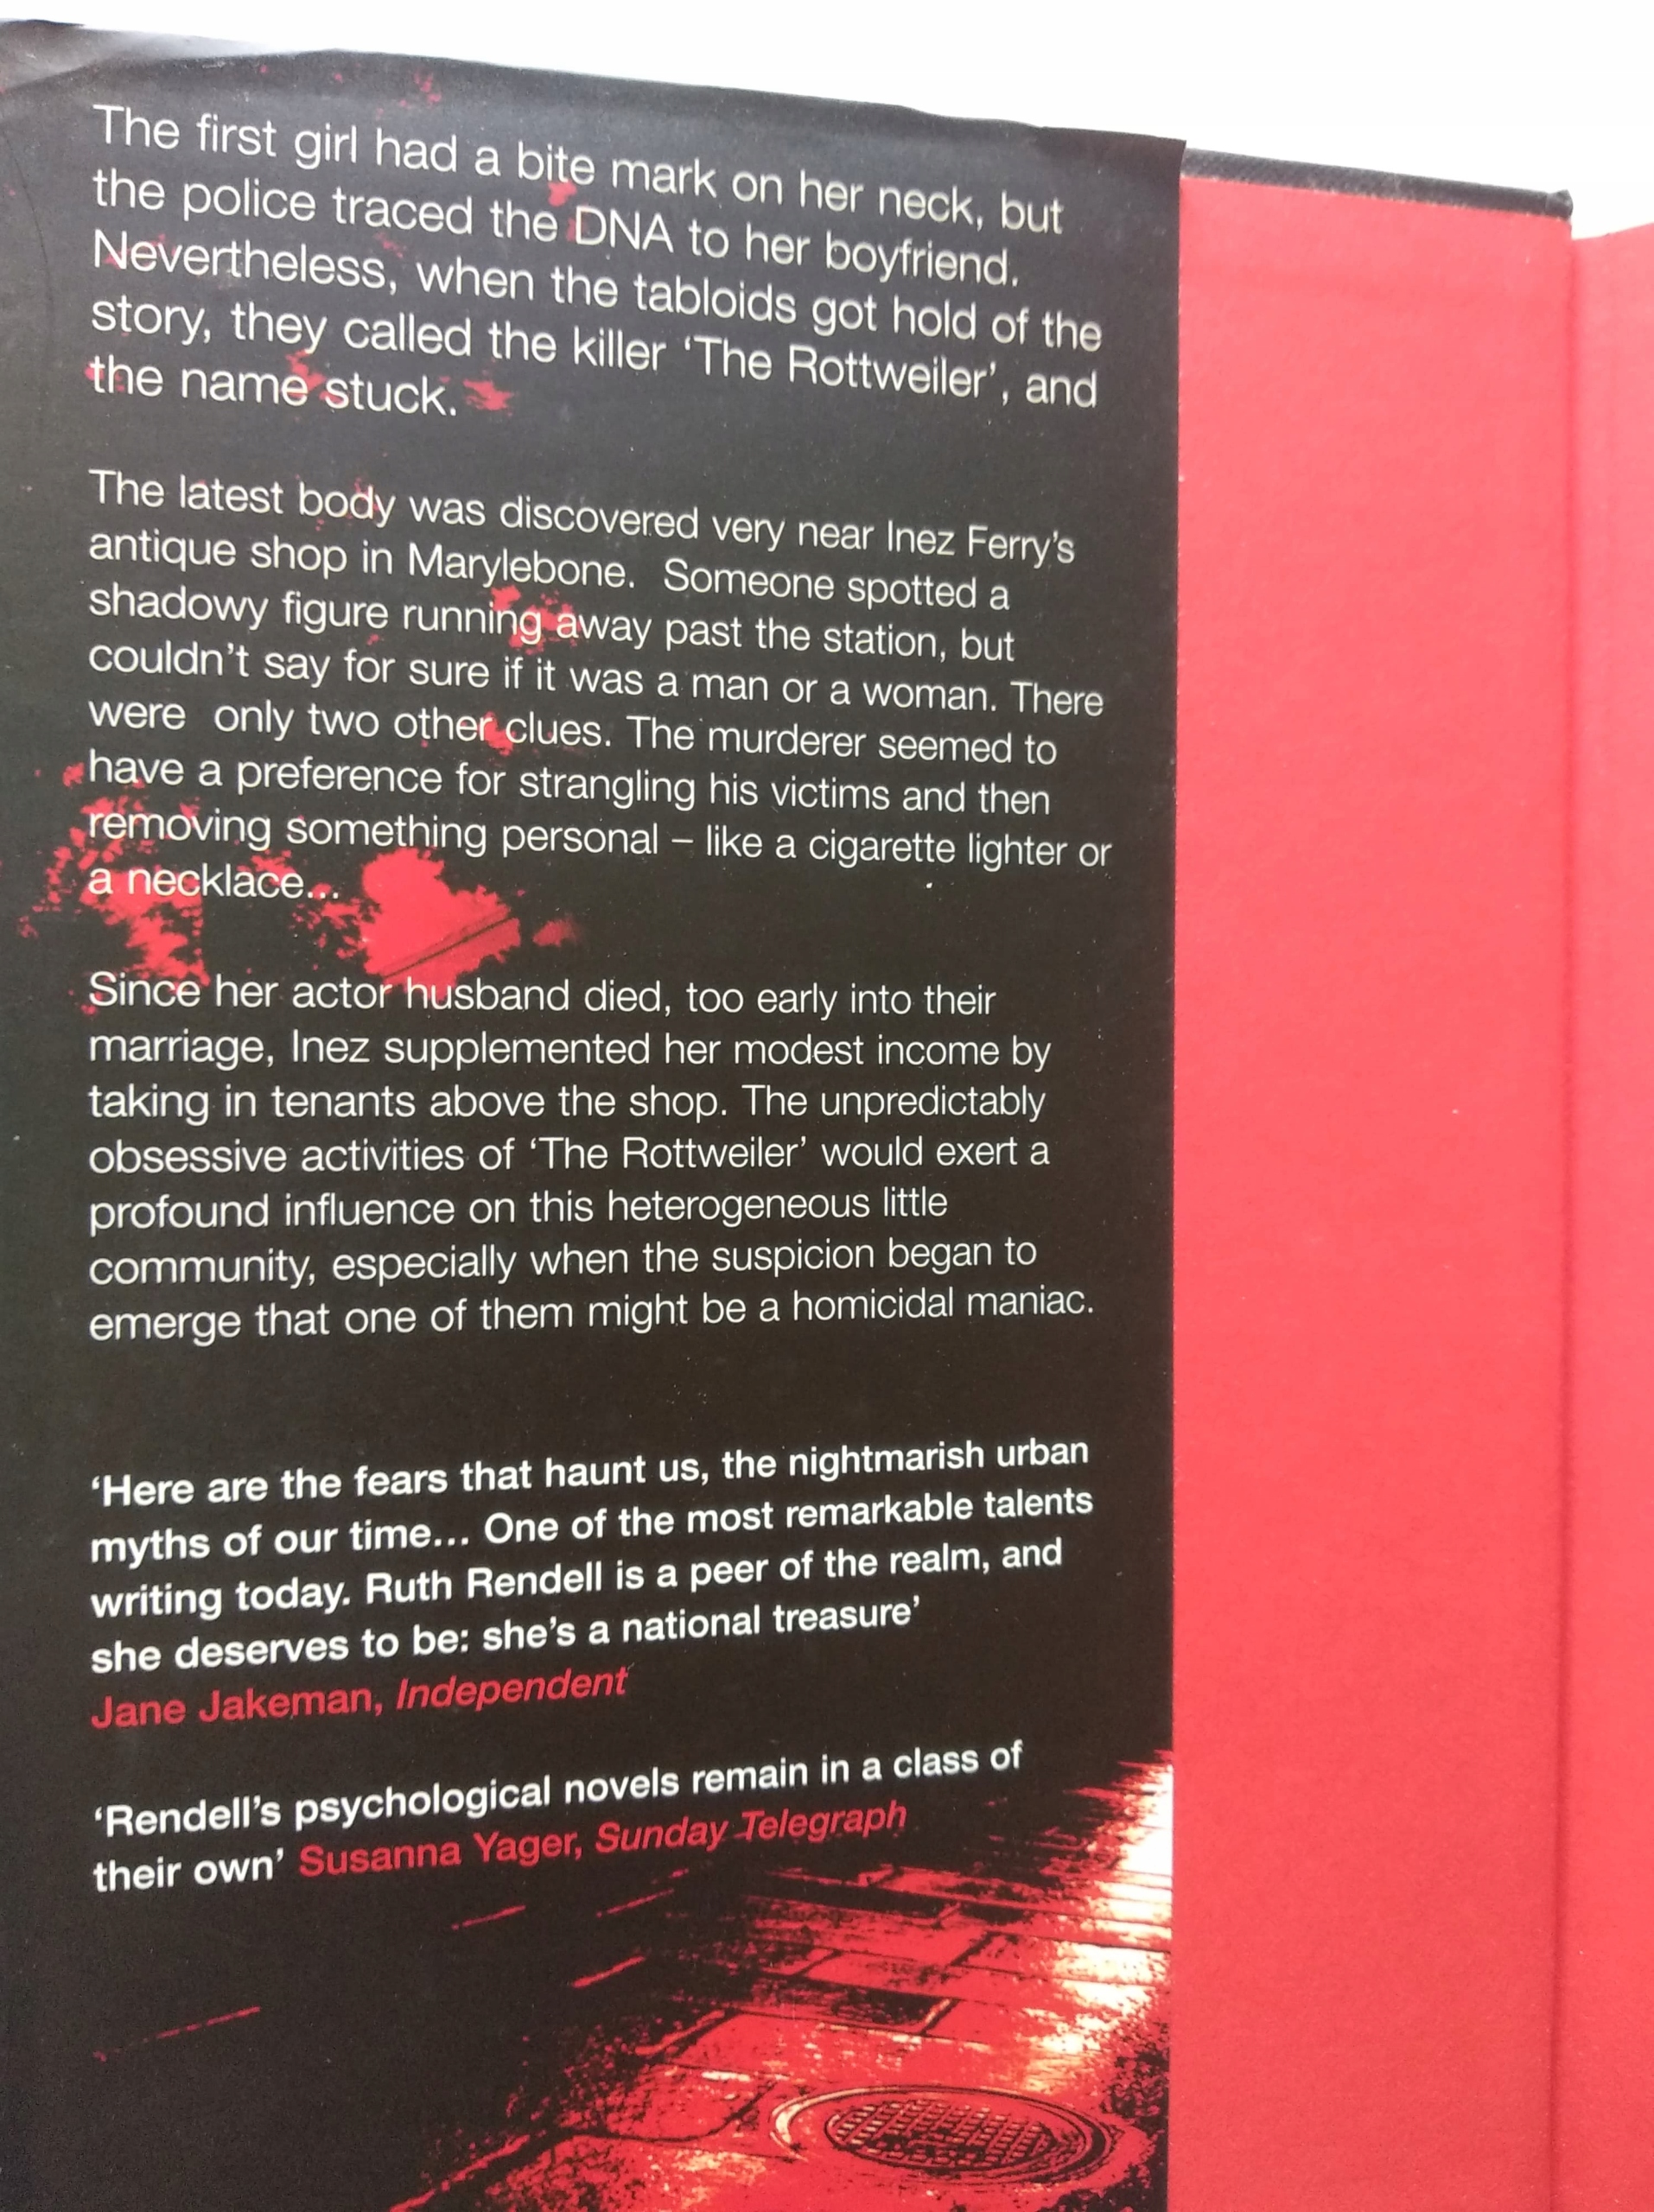 The first girl had a bite mark on her neck, but
the police traced the DNA to her boyfriend.
Nevertheless, when the tabloids got hold of the
story, they called the killer ‘The Rottweiler’, and
the name stuck.
The latest body was discovered very near Inez Ferry’s
antique shop in Marylebone. Someone spotted a
shadowy figure running away past the station, but
couldn’t say for sure if it was a man or a woman. There
were only two other clues. The murderer seemed to
have a preference for strangling his victims and then
removing something personal – like a cigarette lighter or
a necklace...
Since her actor husband died, too early into their
marriage, Inez supplemented her modest income by
taking in tenants above the shop. The unpredictably
obsessive activities of ‘The Rottweiler’ would exert a
profound influence on this heterogeneous little
community, especially when the suspicion began to
emerge that one of them might be a homicidal maniac.
‘Here are the fears that haunt us, the nightmarish urban
myths of our time... One of the most remarkable talents
writing today. Ruth Rendell is a peer of the realm, and
she deserves to be: she’s a national treasure’
Jane Jakeman, Independent
‘Rendell’s psychological novels remain in a class of
their own’ Susanna Yager, Sunday Telegraph